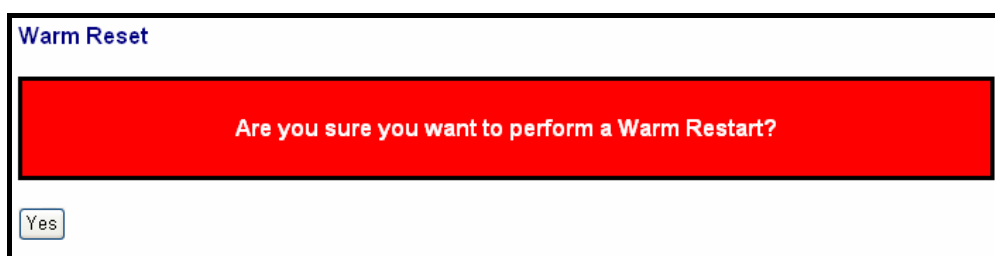 Warm Reset
Are you sure you want to perform a Warm Restart?
Yes